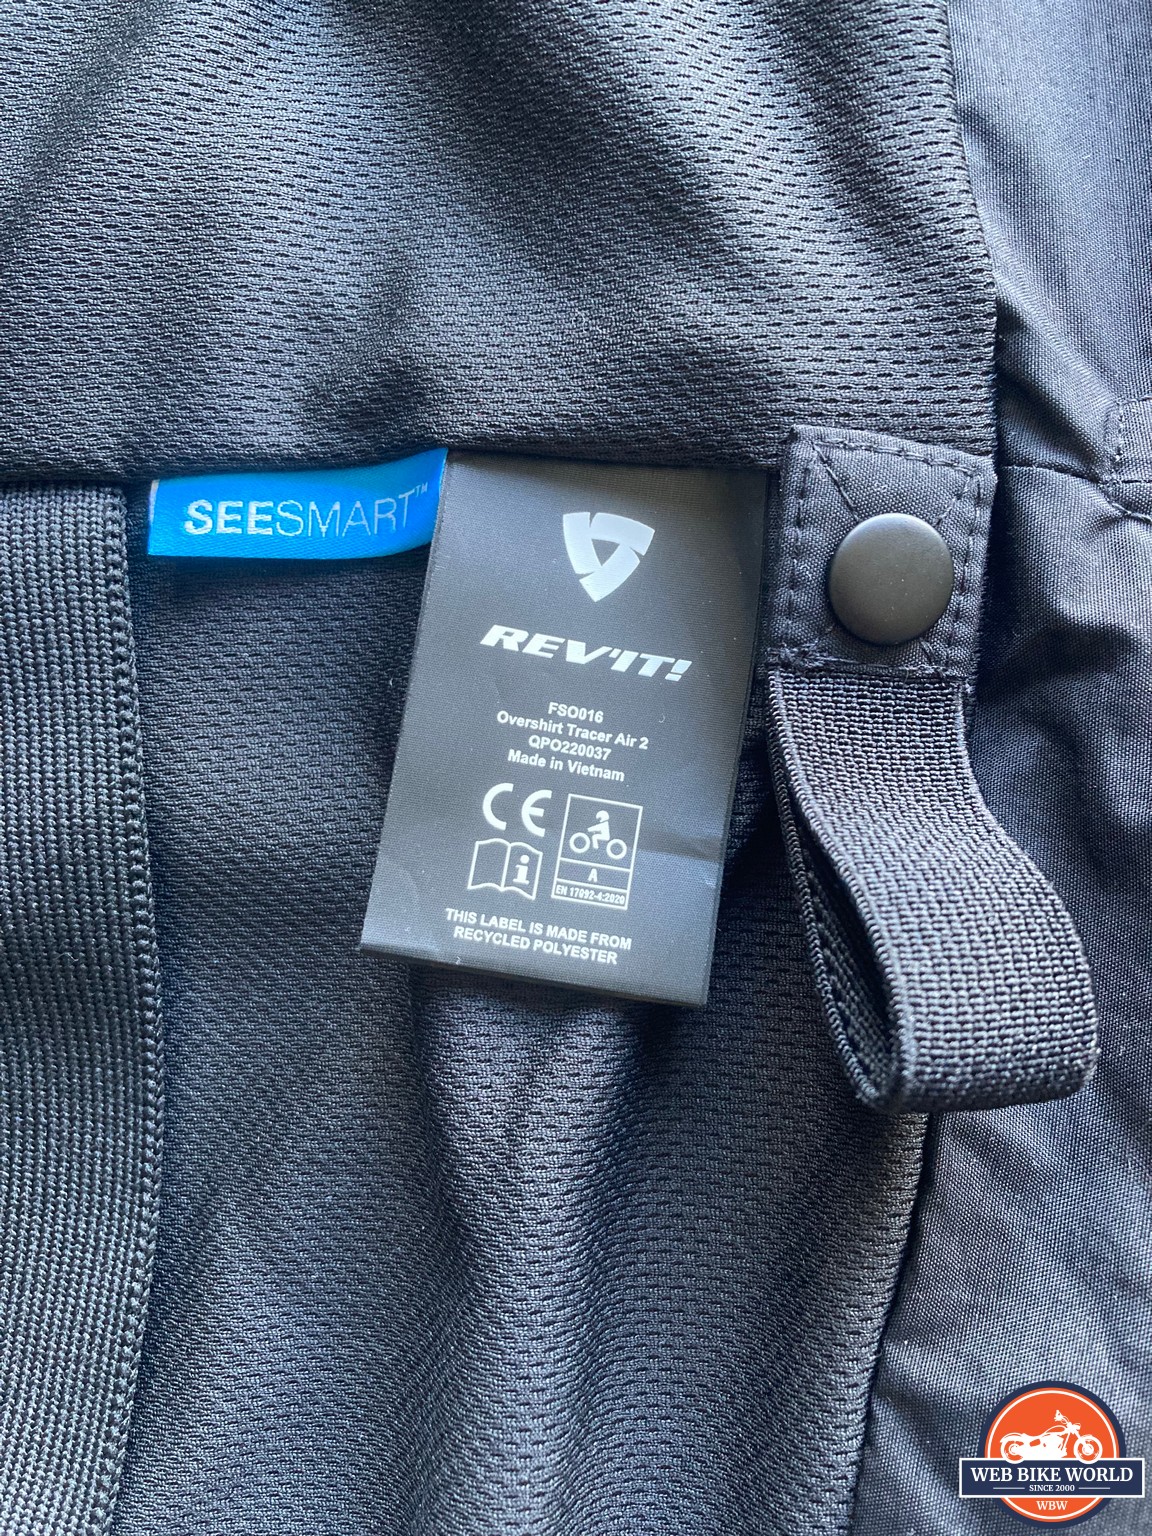 SEESMART™
REV'IT!
FSO016
Overshirt Tracer Air 2
QPO220037
Made in Vietnam
CE
i
A
EN 17092-4:2020
THIS LABEL IS MADE FROM
RECYCLED POLYESTER
WEB BIKE WORLD
SINCE 2000
WBW